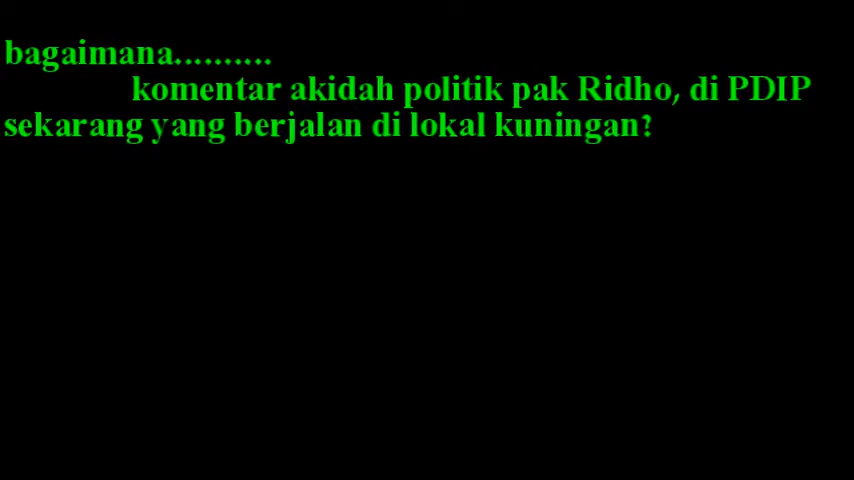 bagaimana..........
komentar akidah politik pak Ridho, di PDIP
sekarang yang berjalan di lokal kuningan?